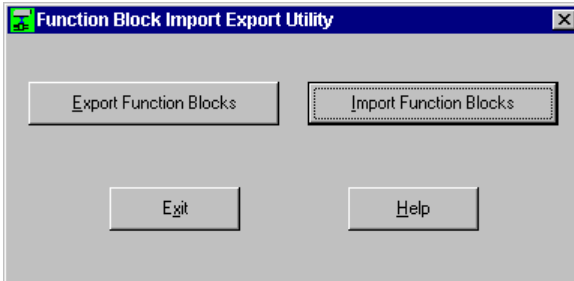 Function Block Import Export Utility
Export Function Blocks
Import Function Blocks
Exit
Help